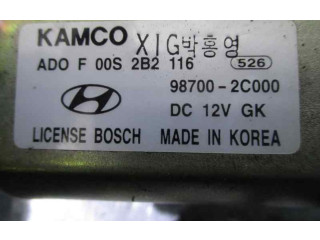 KAMCO X1G박홍영
ADO F 00S 2B2 116 526
98700-2C000
DC 12V GK
LICENSE BOSCH MADE IN KOREA